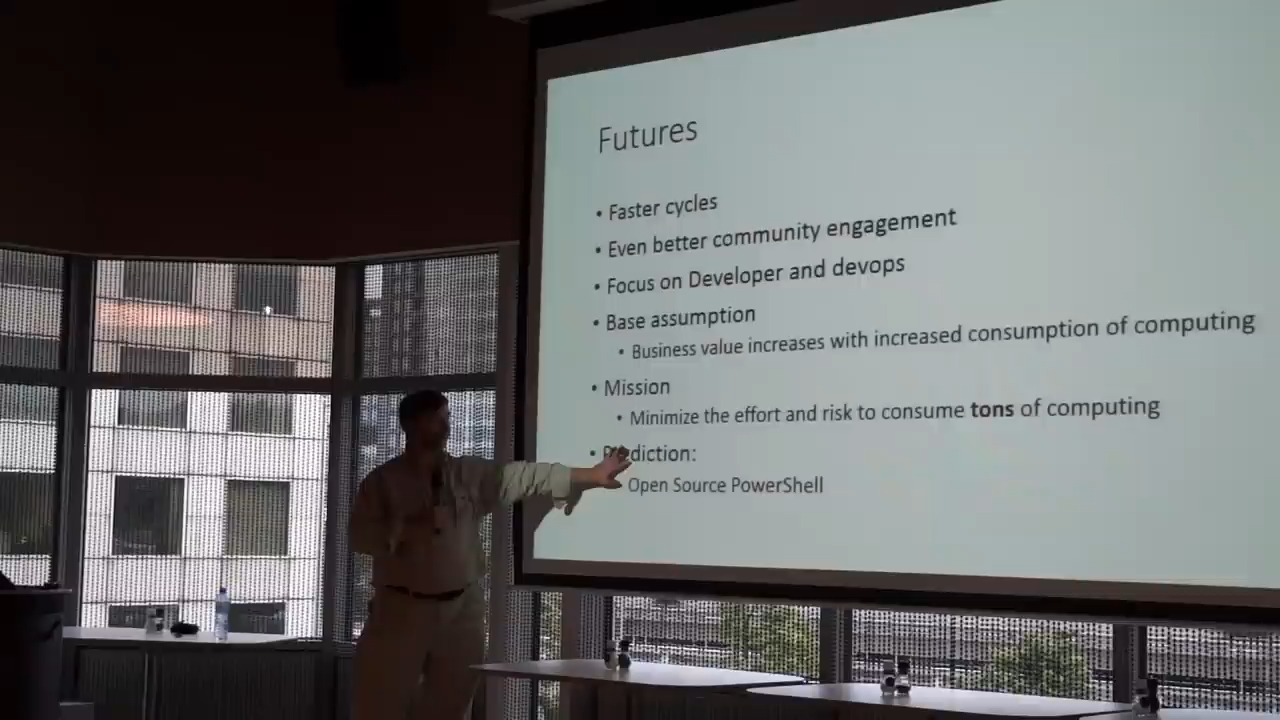 Futures
• Faster cycles
• Even better community engagement
• Focus on Developer and devops
• Base assumption
• Business value increases with increased consumption of computing
• Mission
• Minimize the effort and risk to consume tons of computing
• Prediction:
Open Source PowerShell